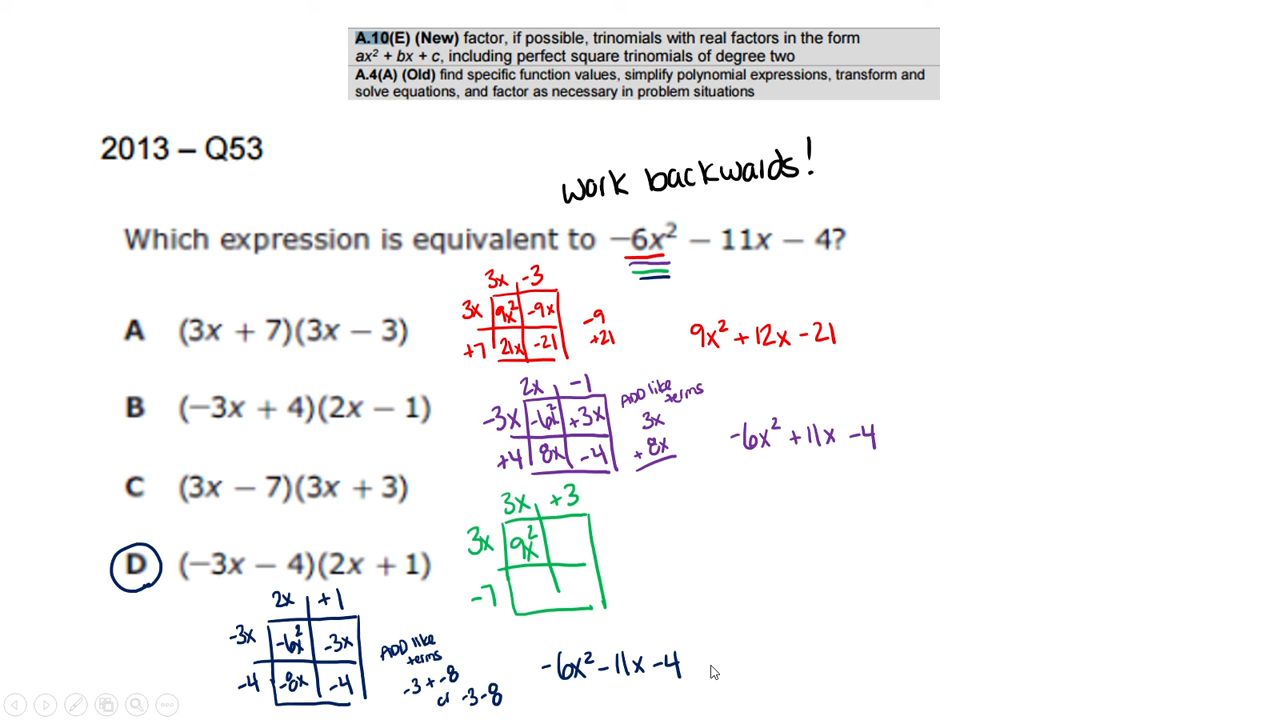 A.10(E) (New) factor, if possible, trinomials with real factors in the form
ax² + bx + c, including perfect square trinomials of degree two
A.4(A) (Old) find specific function values, simplify polynomial expressions, transform and
solve equations, and factor as necessary in problem situations
2013 – Q53
work backwards!
Which expression is equivalent to −6x² − 11x − 4?
A (3x + 7)(3x − 3)
3x -3
3x 9x² -9x
+7 21x -21
-9
+21
9x² + 12x - 21
B (−3x + 4)(2x − 1)
2x -1
-3x -6x² +3x
+4 8x -4
ADD like
terms
3x
+ 8x
-6x² + 11x - 4
C (3x − 7)(3x + 3)
3x +3
3x 9x²
-7
D (−3x − 4)(2x + 1)
2x +1
-3x -6x² -3x
-4 -8x -4
ADD like
terms
-3 + -8
or -3-8
-6x² - 11x - 4